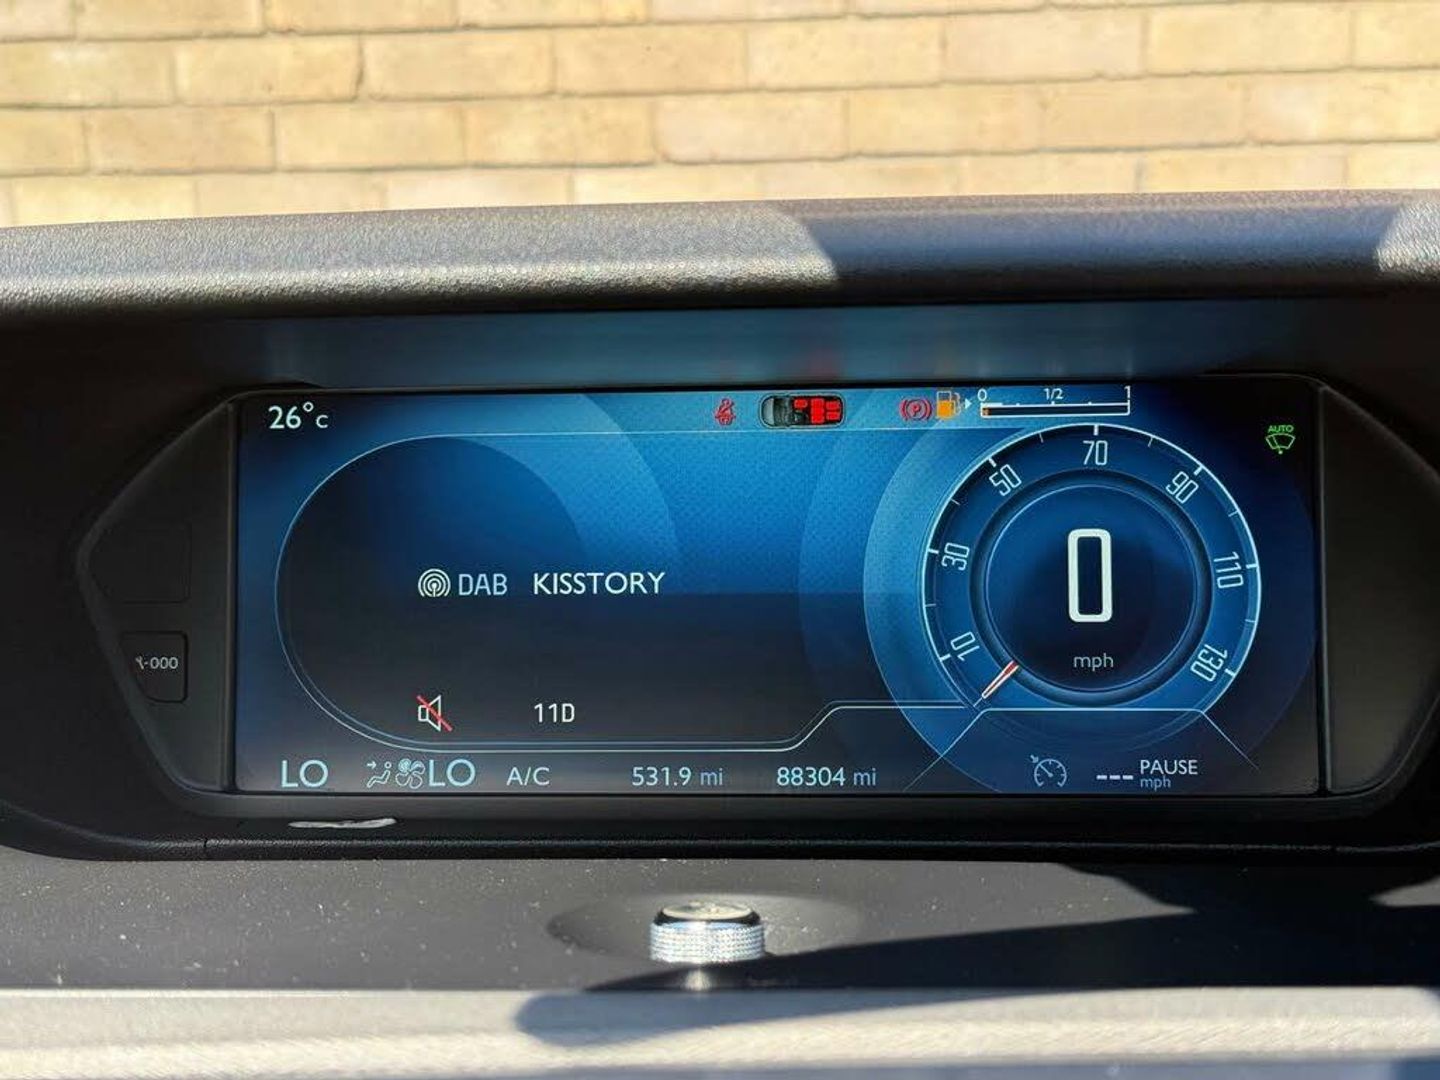 26°C
(P)
0 1/2 1
AUTO
10 30 50 70 90 110 130
0
mph
DAB KISSTORY
-000
11D
LO LO A/C 531.9 mi 88304 mi
--- PAUSE
mph